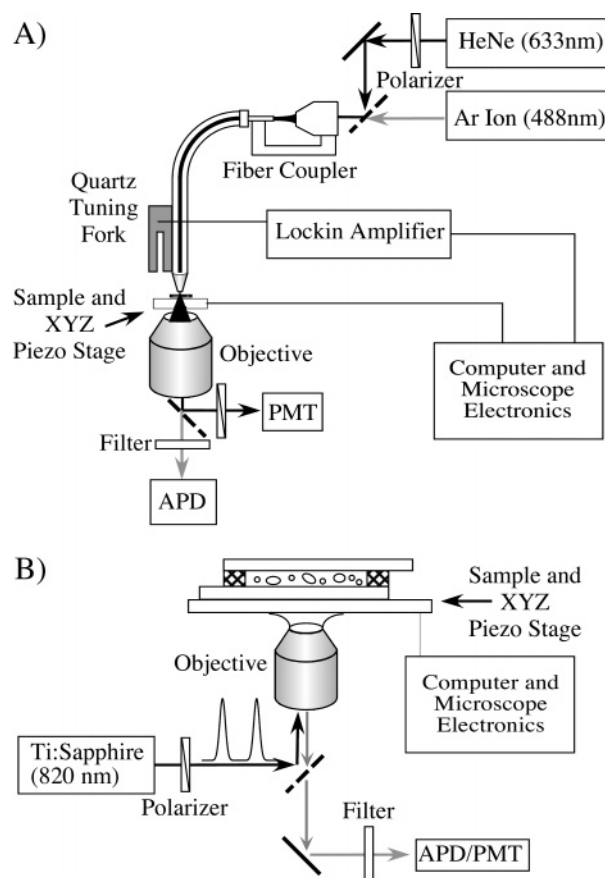 A)
HeNe (633nm)
Polarizer
Ar Ion (488nm)
Fiber Coupler
Quartz
Tuning
Fork
Lockin Amplifier
Sample and
XYZ
Piezo Stage
Objective
Computer and
Microscope
Electronics
PMT
Filter
APD
B)
Sample and
XYZ
Piezo Stage
Objective
Computer and
Microscope
Electronics
Ti:Sapphire
(820 nm)
Polarizer
Filter
APD/PMT